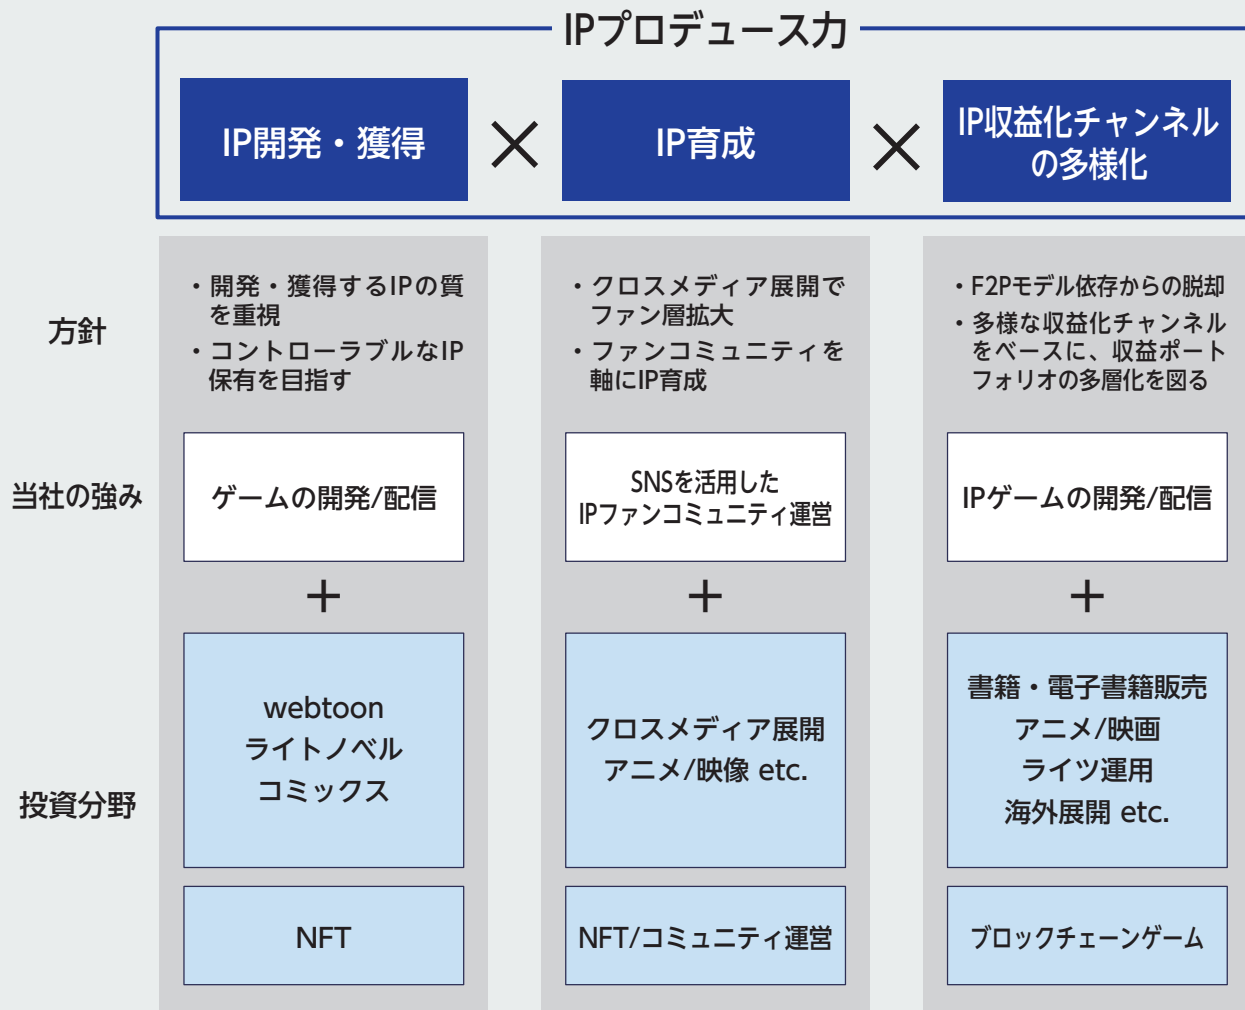 IPプロデュース力
IP開発・獲得
×
IP育成
×
IP収益化チャンネル
の多様化
方針
・開発・獲得するIPの質
を重視
・コントローラブルなIP
保有を目指す
・クロスメディア展開で
ファン層拡大
・ファンコミュニティを
軸にIP育成
・F2Pモデル依存からの脱却
・多様な収益化チャンネル
をベースに、収益ポート
フォリオの多層化を図る
当社の強み
ゲームの開発/配信
SNSを活用した
IPファンコミュニティ運営
IPゲームの開発/配信
+
+
+
投資分野
webtoon
ライトノベル
コミックス
クロスメディア展開
アニメ/映像 etc.
書籍・電子書籍販売
アニメ/映画
ライツ運用
海外展開 etc.
NFT
NFT/コミュニティ運営
ブロックチェーンゲーム